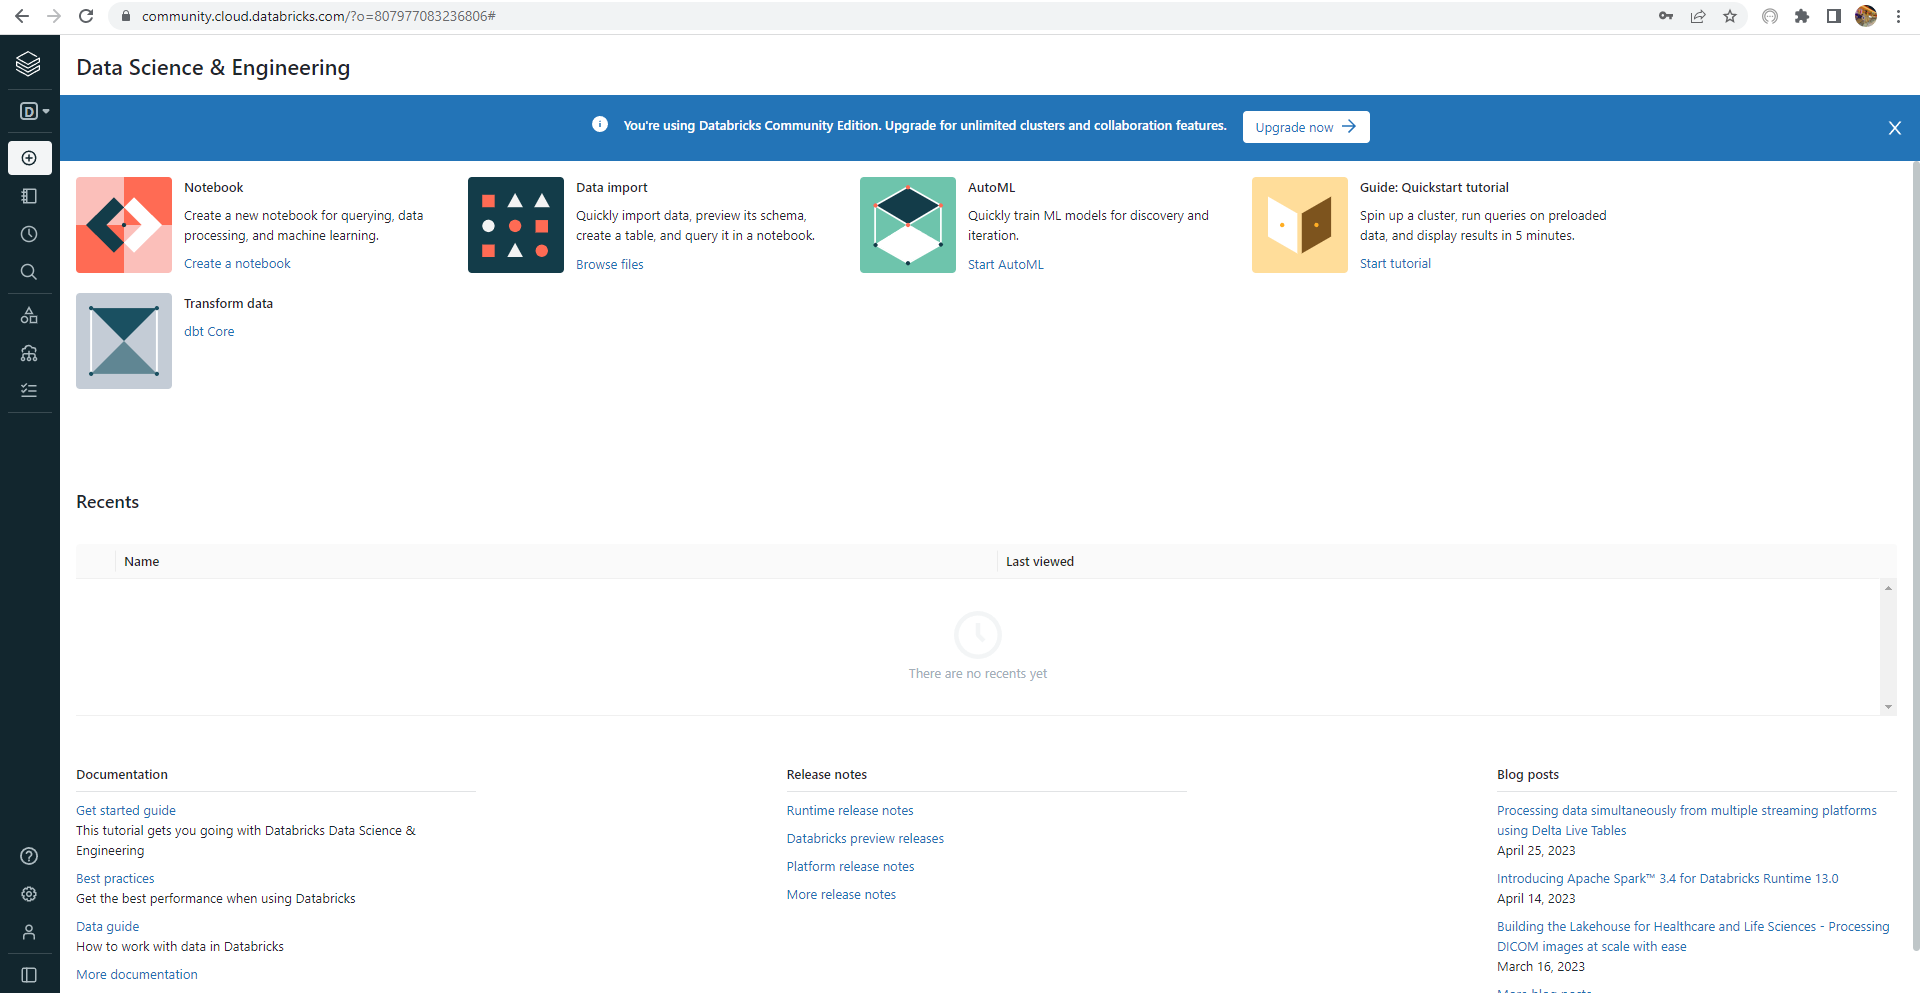 community.cloud.databricks.com/?o=807977083236806#
Data Science & Engineering
D
You're using Databricks Community Edition. Upgrade for unlimited clusters and collaboration features.
Upgrade now
Notebook
Create a new notebook for querying, data
processing, and machine learning.
Create a notebook
Data import
Quickly import data, preview its schema,
create a table, and query it in a notebook.
Browse files
AutoML
Quickly train ML models for discovery and
iteration.
Start AutoML
Guide: Quickstart tutorial
Spin up a cluster, run queries on preloaded
data, and display results in 5 minutes.
Start tutorial
Transform data
dbt Core
Recents
Name
Last viewed
There are no recents yet
Documentation
Get started guide
This tutorial gets you going with Databricks Data Science &
Engineering
Best practices
Get the best performance when using Databricks
Data guide
How to work with data in Databricks
More documentation
Release notes
Runtime release notes
Databricks preview releases
Platform release notes
More release notes
Blog posts
Processing data simultaneously from multiple streaming platforms
using Delta Live Tables
April 25, 2023
Introducing Apache Spark™ 3.4 for Databricks Runtime 13.0
April 14, 2023
Building the Lakehouse for Healthcare and Life Sciences - Processing
DICOM images at scale with ease
March 16, 2023
More blog posts